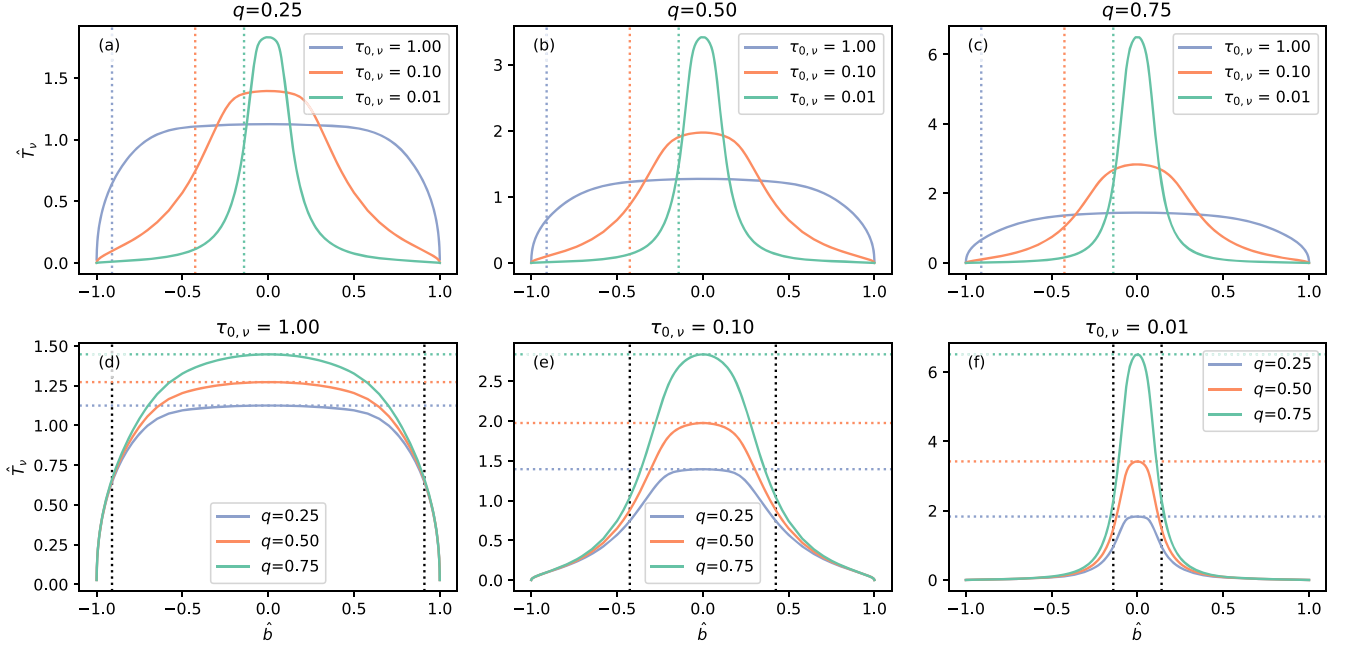 q=0.25
(a)
τ0,ν = 1.00
τ0,ν = 0.10
τ0,ν = 0.01
T̂ν
0.0
0.5
1.0
1.5
−1.0
−0.5
0.0
0.5
1.0
q=0.50
(b)
τ0,ν = 1.00
τ0,ν = 0.10
τ0,ν = 0.01
0
1
2
3
−1.0
−0.5
0.0
0.5
1.0
q=0.75
(c)
τ0,ν = 1.00
τ0,ν = 0.10
τ0,ν = 0.01
0
2
4
6
−1.0
−0.5
0.0
0.5
1.0
τ0,ν = 1.00
(d)
q=0.25
q=0.50
q=0.75
T̂ν
0.00
0.25
0.50
0.75
1.00
1.25
1.50
−1.0
−0.5
0.0
0.5
1.0
b̂
τ0,ν = 0.10
(e)
q=0.25
q=0.50
q=0.75
0.0
0.5
1.0
1.5
2.0
2.5
−1.0
−0.5
0.0
0.5
1.0
b̂
τ0,ν = 0.01
(f)
q=0.25
q=0.50
q=0.75
0
2
4
6
−1.0
−0.5
0.0
0.5
1.0
b̂